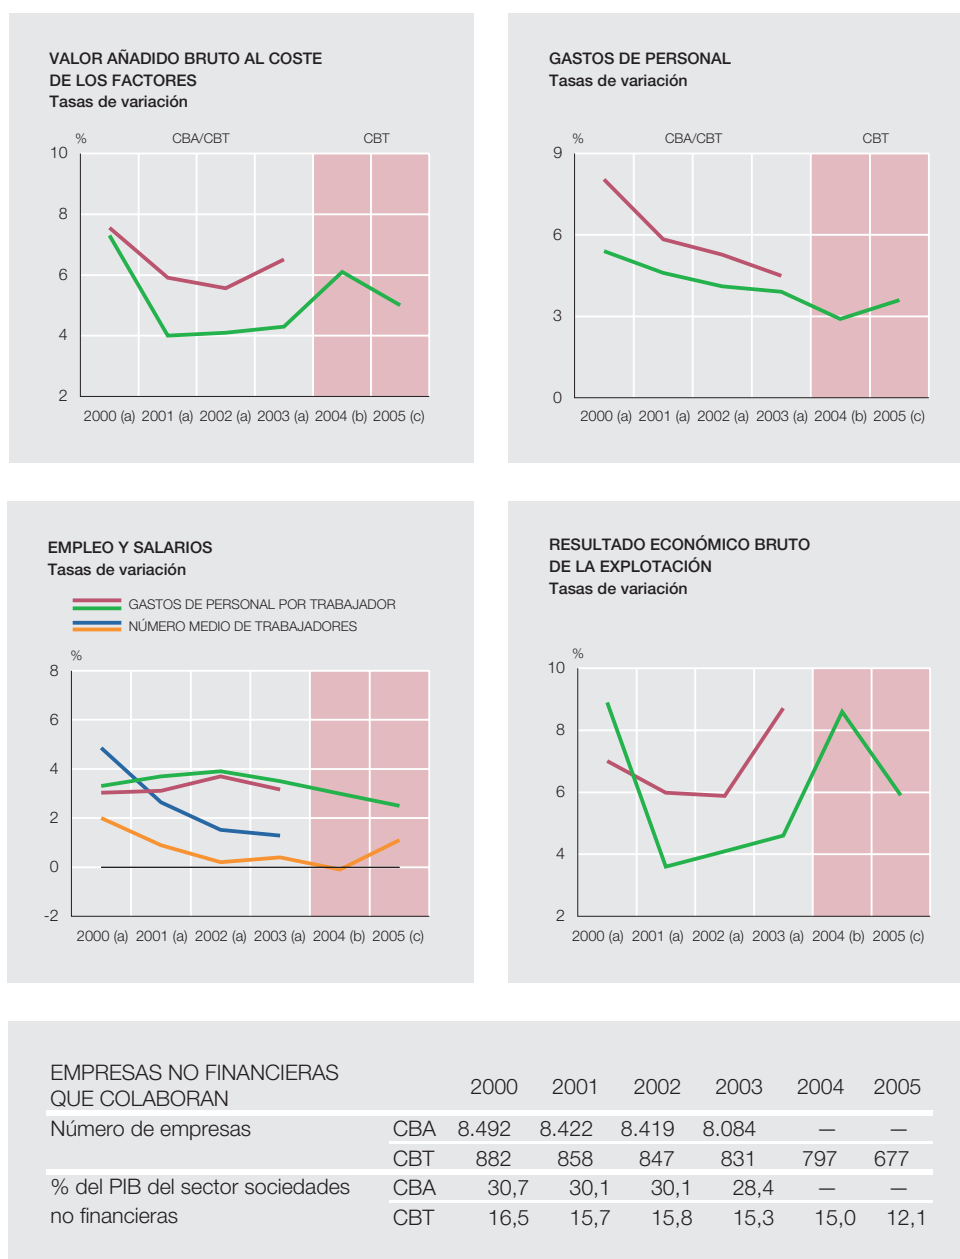 VALOR AÑADIDO BRUTO AL COSTE
DE LOS FACTORES
Tasas de variación
% CBA/CBT CBT
10
8
6
4
2
2000 (a) 2001 (a) 2002 (a) 2003 (a) 2004 (b) 2005 (c)
GASTOS DE PERSONAL
Tasas de variación
% CBA/CBT CBT
9
6
3
0
2000 (a) 2001 (a) 2002 (a) 2003 (a) 2004 (b) 2005 (c)
EMPLEO Y SALARIOS
Tasas de variación
GASTOS DE PERSONAL POR TRABAJADOR
NÚMERO MEDIO DE TRABAJADORES
%
8
6
4
2
0
-2
2000 (a) 2001 (a) 2002 (a) 2003 (a) 2004 (b) 2005 (c)
RESULTADO ECONÓMICO BRUTO
DE LA EXPLOTACIÓN
Tasas de variación
%
10
8
6
4
2
2000 (a) 2001 (a) 2002 (a) 2003 (a) 2004 (b) 2005 (c)
EMPRESAS NO FINANCIERAS
QUE COLABORAN 2000 2001 2002 2003 2004 2005
Número de empresas CBA 8.492 8.422 8.419 8.084 — —
CBT 882 858 847 831 797 677
% del PIB del sector sociedades CBA 30,7 30,1 30,1 28,4 — —
no financieras CBT 16,5 15,7 15,8 15,3 15,0 12,1